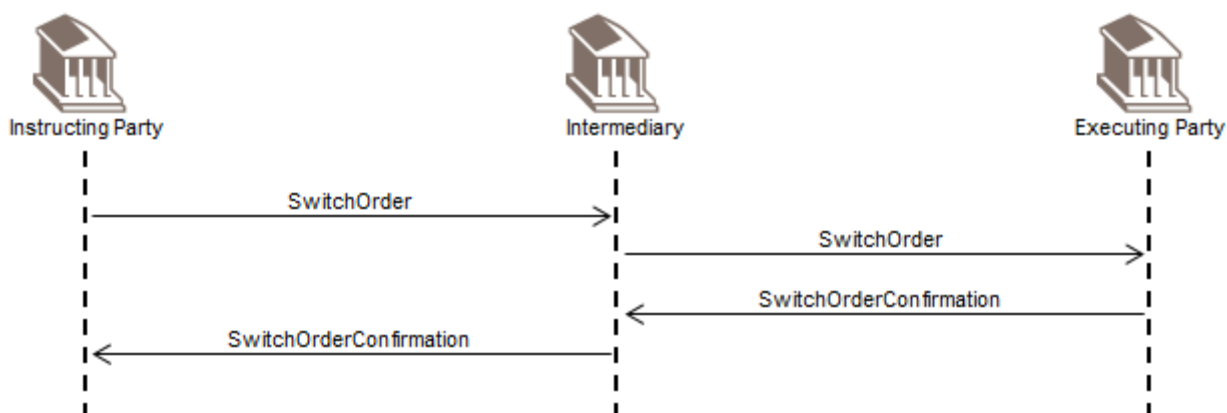 Instructing Party
Intermediary
Executing Party
SwitchOrder
SwitchOrder
SwitchOrderConfirmation
SwitchOrderConfirmation